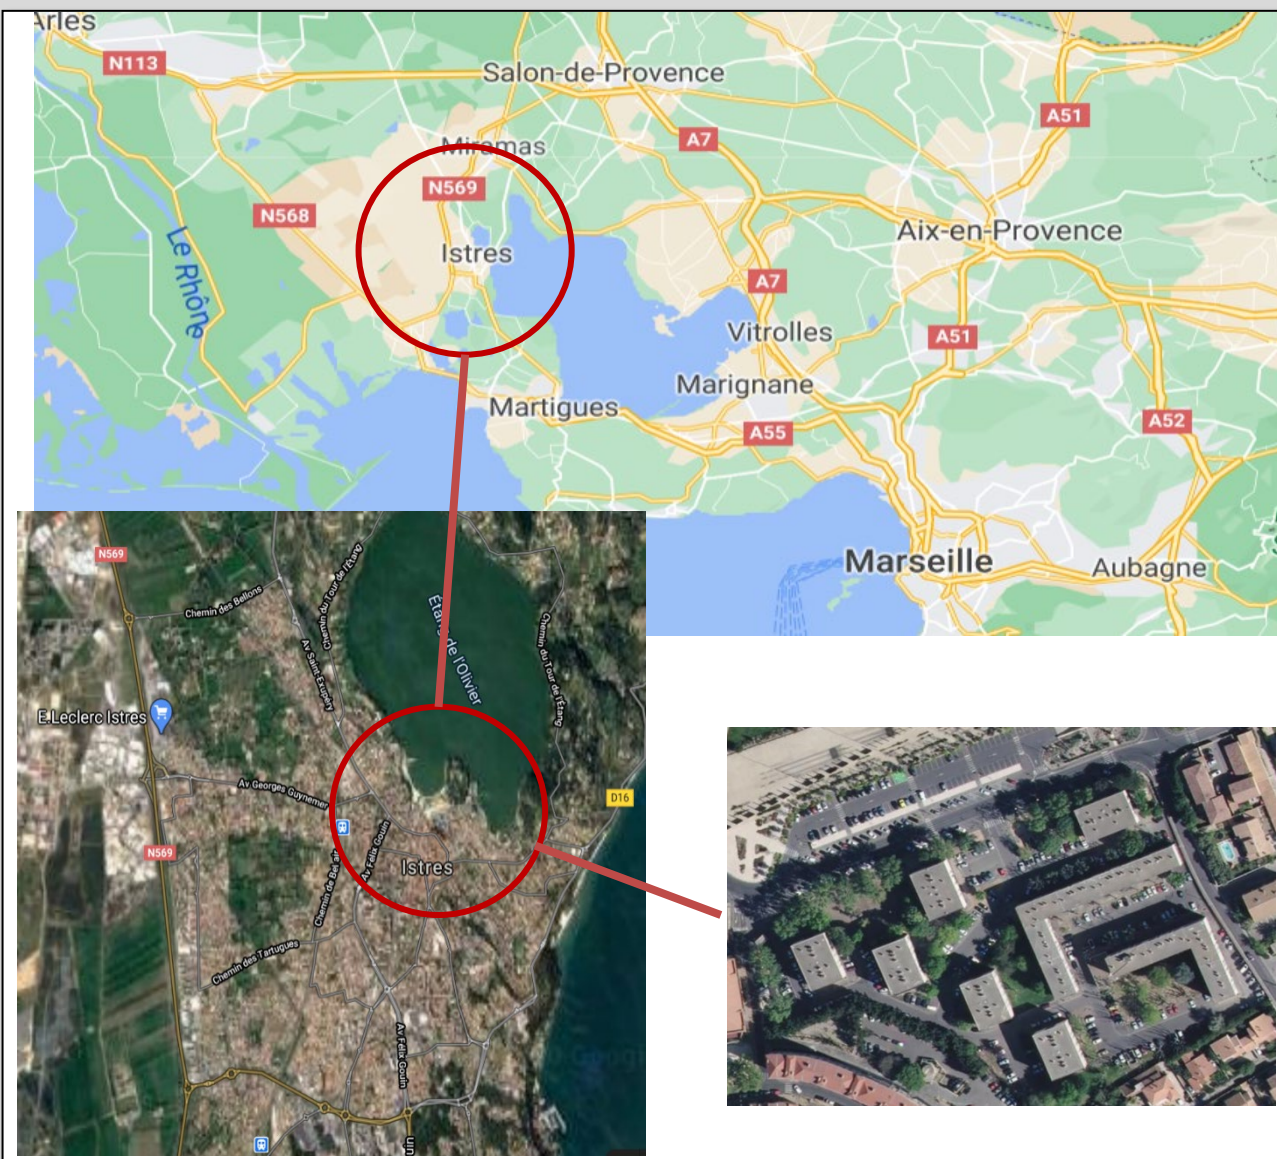 Arles
N113
Salon-de-Provence
A7
A51
Miramas
N569
N568
Le Rhône
Istres
Aix-en-Provence
A7
Vitrolles
A51
Marignane
Martigues
A55
A52
Marseille
Aubagne
N569
Chemin des Bellons
Chemin du Tour de l'Étang
Av Saint-Exupéry
Étang de l'Olivier
Chemin du Tour de l'Étang
E.Leclerc Istres
Av Georges Guynemer
D16
N569
Av Félix Gouin
Istres
Chemin des Tartugues
Av Félix Gouin